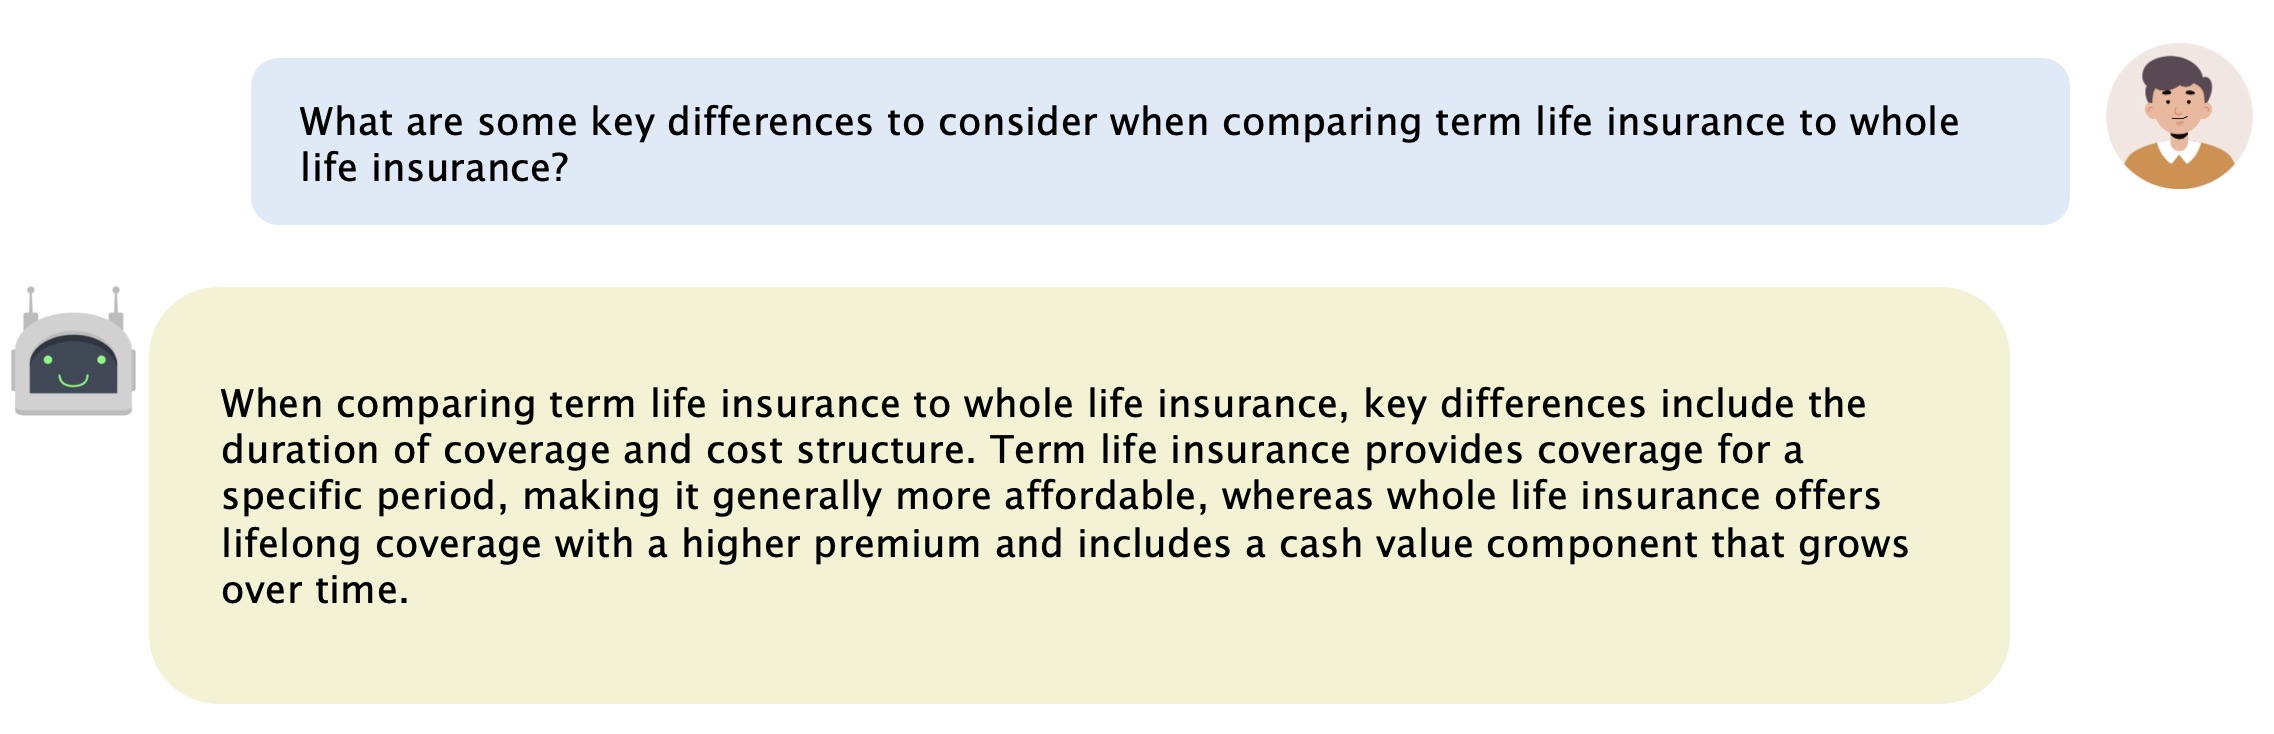 What are some key differences to consider when comparing term life insurance to whole
life insurance?
When comparing term life insurance to whole life insurance, key differences include the
duration of coverage and cost structure. Term life insurance provides coverage for a
specific period, making it generally more affordable, whereas whole life insurance offers
lifelong coverage with a higher premium and includes a cash value component that grows
over time.